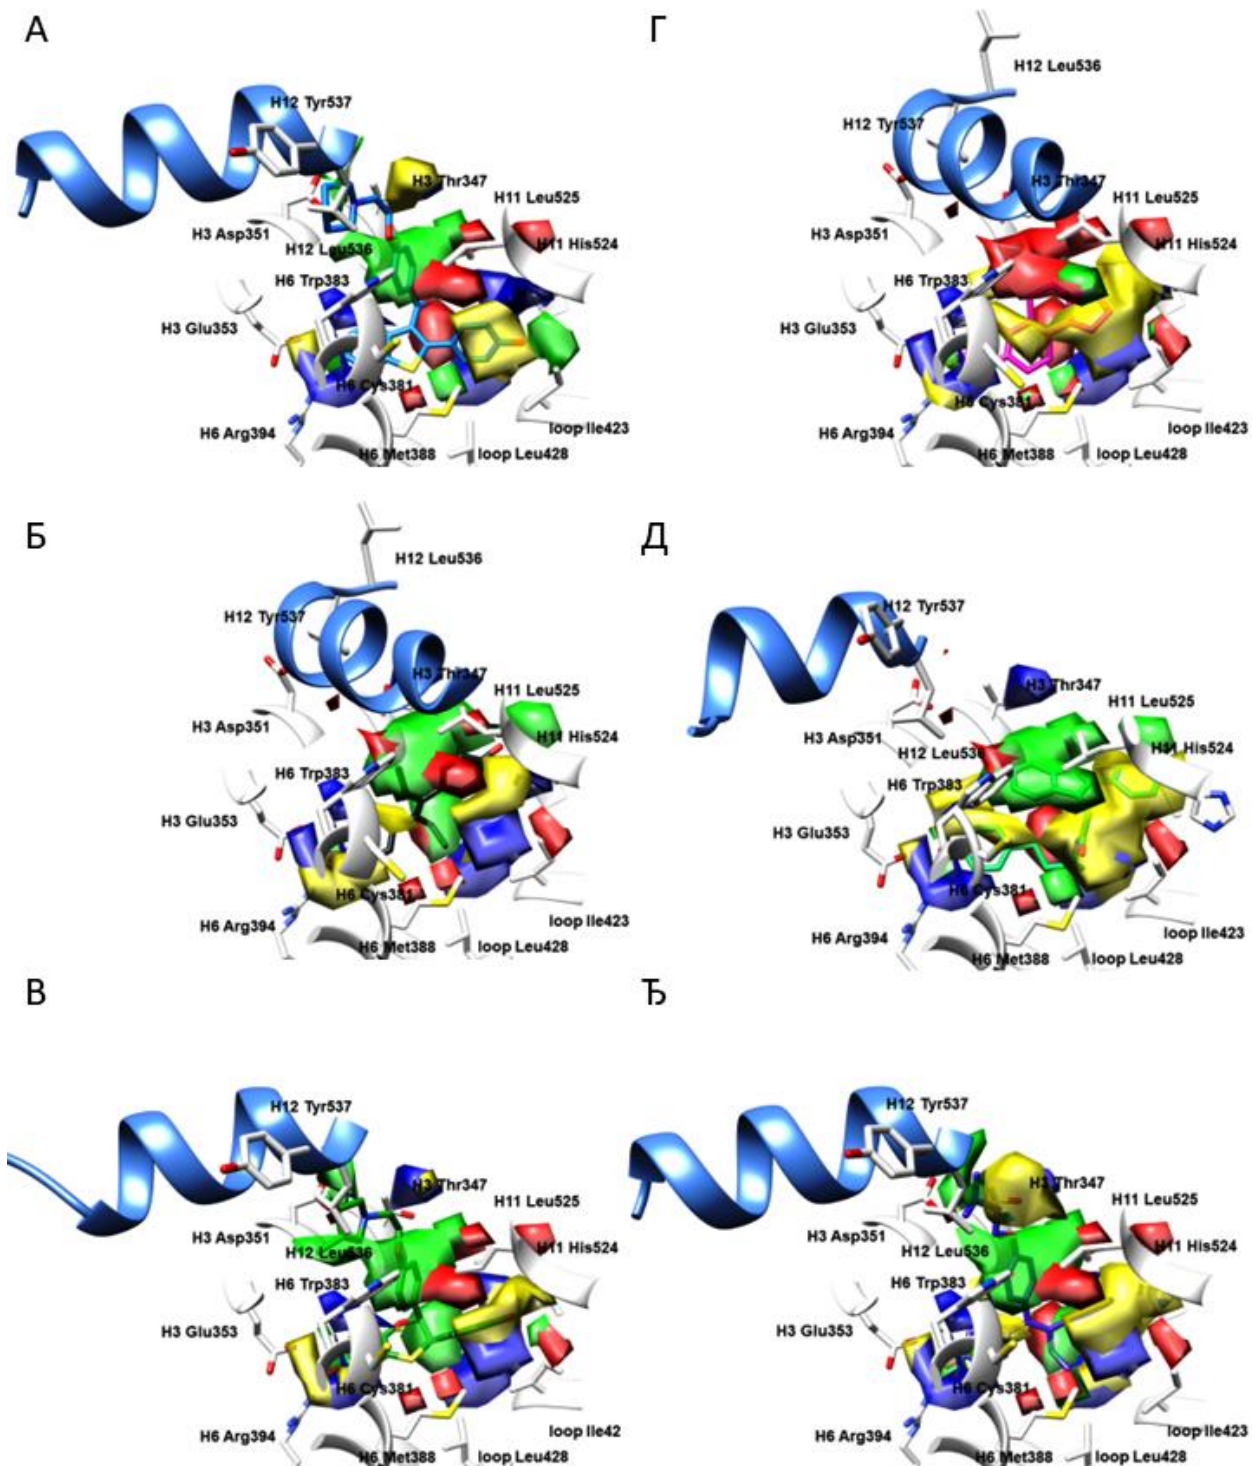 А
H12 Tyr537
H3 Thr347
H11 Leu525
H3 Asp351
H12 Leu536
H11 His524
H6 Trp383
H3 Glu353
H6 Cys381
H6 Arg394
loop Ile423
H6 Met388
loop Leu428
Г
H12 Leu536
H12 Tyr537
H3 Thr347
H11 Leu525
H3 Asp351
H11 His524
H6 Trp383
H3 Glu353
H6 Cys381
H6 Arg394
loop Ile423
H6 Met388
loop Leu428
Б
H12 Leu536
H12 Tyr537
H3 Thr347
H11 Leu525
H3 Asp351
H11 His524
H6 Trp383
H3 Glu353
H6 Cys381
H6 Arg394
loop Ile423
H6 Met388
loop Leu428
Д
H12 Tyr537
H3 Thr347
H11 Leu525
H3 Asp351
H12 Leu536
H11 His524
H6 Trp383
H3 Glu353
H6 Cys381
H6 Arg394
loop Ile423
H6 Met388
loop Leu428
В
H12 Tyr537
H3 Thr347
H11 Leu525
H3 Asp351
H12 Leu536
H11 His524
H6 Trp383
H3 Glu353
H6 Cys381
H6 Arg394
loop Ile42
H6 Met388
loop Leu428
Ђ
H12 Tyr537
H3 Thr347
H11 Leu525
H3 Asp351
H12 Leu536
H11 His524
H6 Trp383
H3 Glu353
H6 Cys381
H6 Arg394
loop Ile423
H6 Met388
loop Leu428